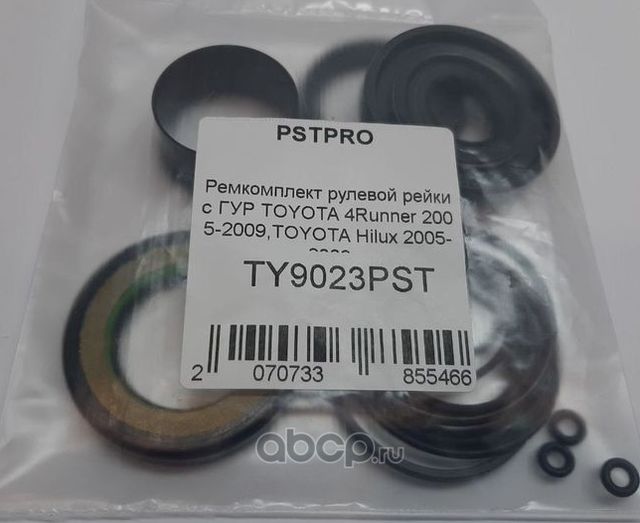 PSTPRO
Ремкомплект рулевой рейки
с ГУР TOYOTA 4Runner 200
5-2009,TOYOTA Hilux 2005-
TY9023PST
2 070733 855466
abcp.ru